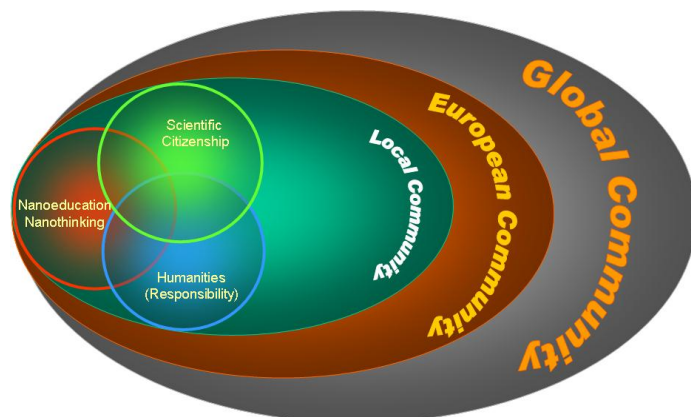 Scientific
Citizenship
Nanoeducation
Nanothinking
Humanities
(Responsibility)
Local Community
European Community
Global Community